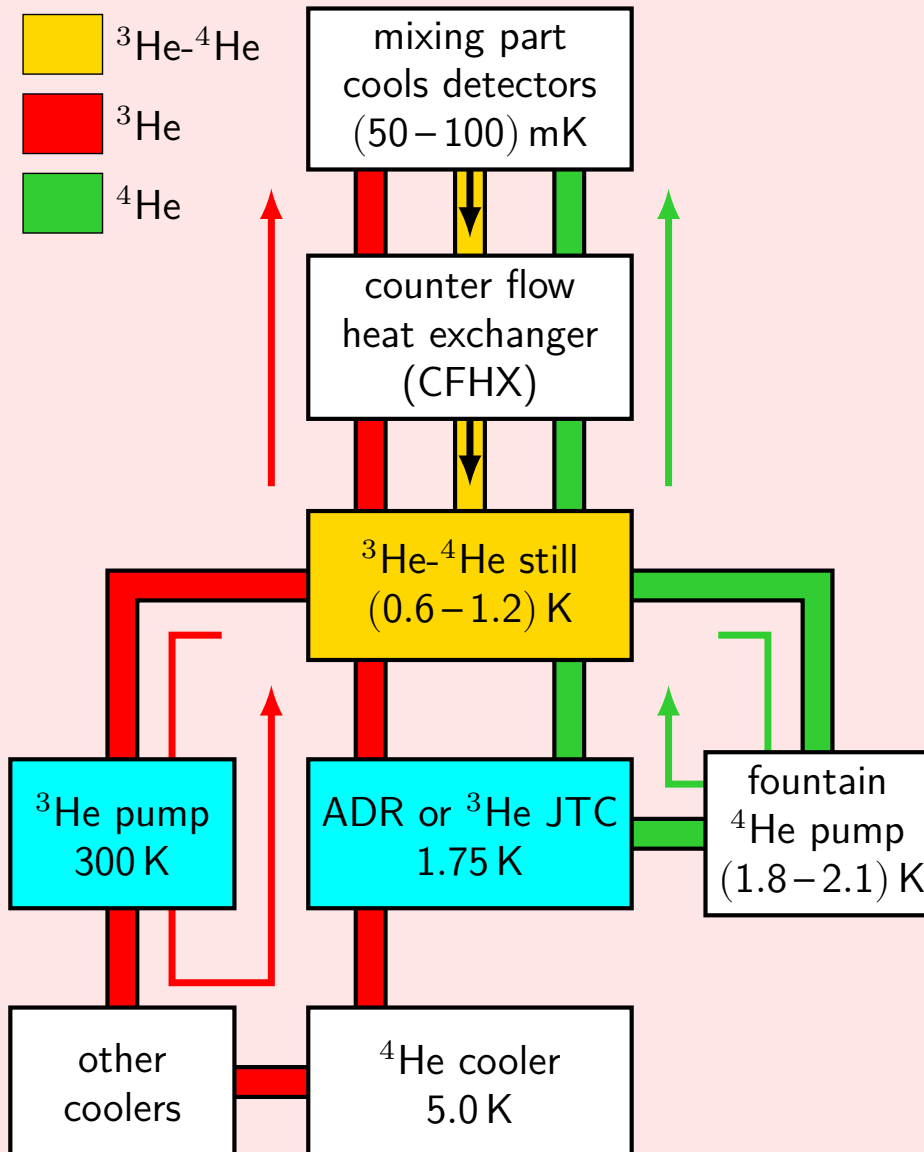 ³He-⁴He
³He
⁴He
mixing part
cools detectors
(50–100) mK
counter flow
heat exchanger
(CFHX)
³He-⁴He still
(0.6–1.2) K
³He pump
300 K
ADR or ³He JTC
1.75 K
fountain
⁴He pump
(1.8–2.1) K
other
coolers
⁴He cooler
5.0 K